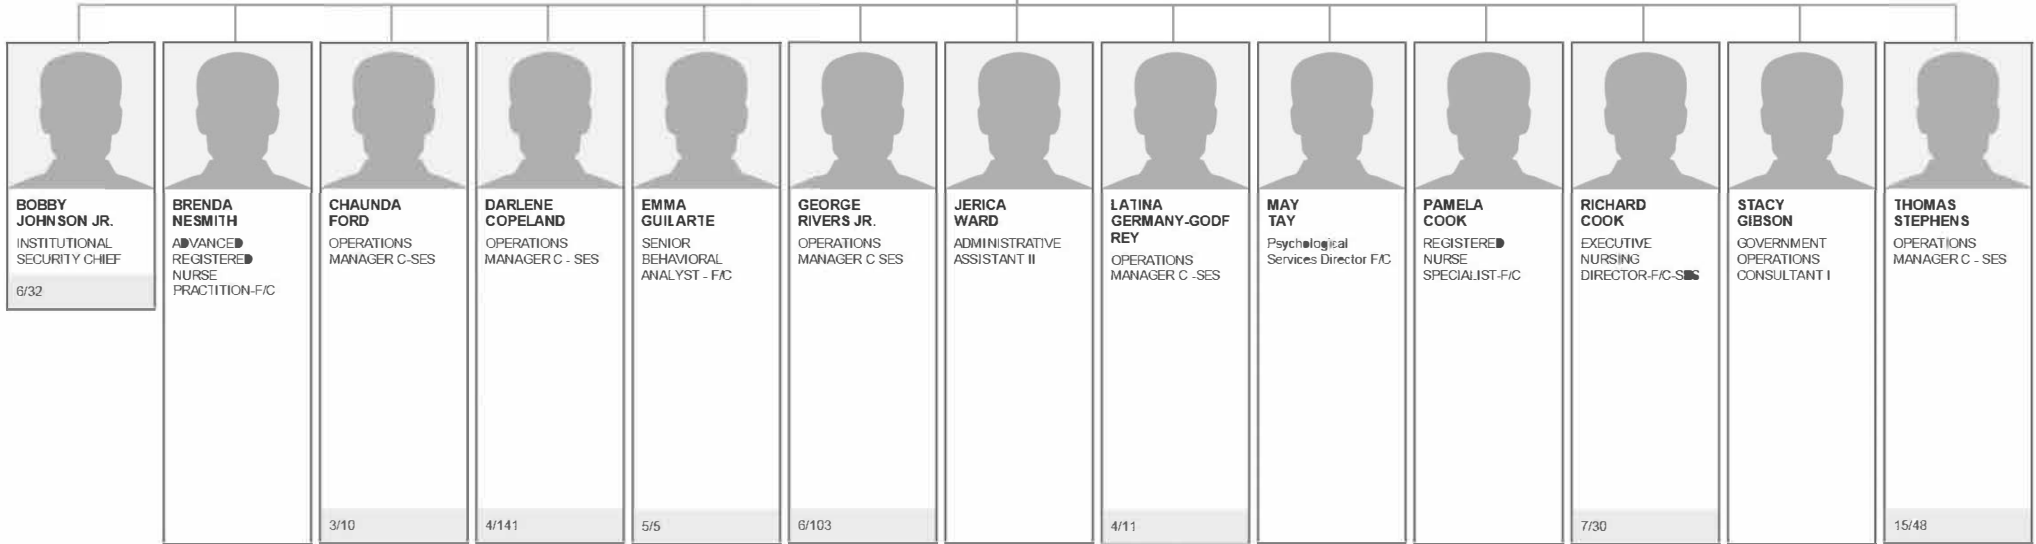 BOBBY
JOHNSON JR.
INSTITUTIONAL
SECURITY CHIEF
6/32
BRENDA
NESMITH
ADVANCED
REGISTERED
NURSE
PRACTITION-F/C
CHAUNDA
FORD
OPERATIONS
MANAGER C-SES
3/10
DARLENE
COPELAND
OPERATIONS
MANAGER C - SES
4/141
EMMA
GUILARTE
SENIOR
BEHAVIORAL
ANALYST - F/C
5/5
GEORGE
RIVERS JR.
OPERATIONS
MANAGER C SES
6/103
JERICA
WARD
ADMINISTRATIVE
ASSISTANT II
LATINA
GERMANY-GODF
REY
OPERATIONS
MANAGER C -SES
4/11
MAY
TAY
Psychological
Services Director F/C
PAMELA
COOK
REGISTERED
NURSE
SPECIALIST-F/C
RICHARD
COOK
EXECUTIVE
NURSING
DIRECTOR-F/C-SES
7/30
STACY
GIBSON
GOVERNMENT
OPERATIONS
CONSULTANT I
THOMAS
STEPHENS
OPERATIONS
MANAGER C - SES
15/48